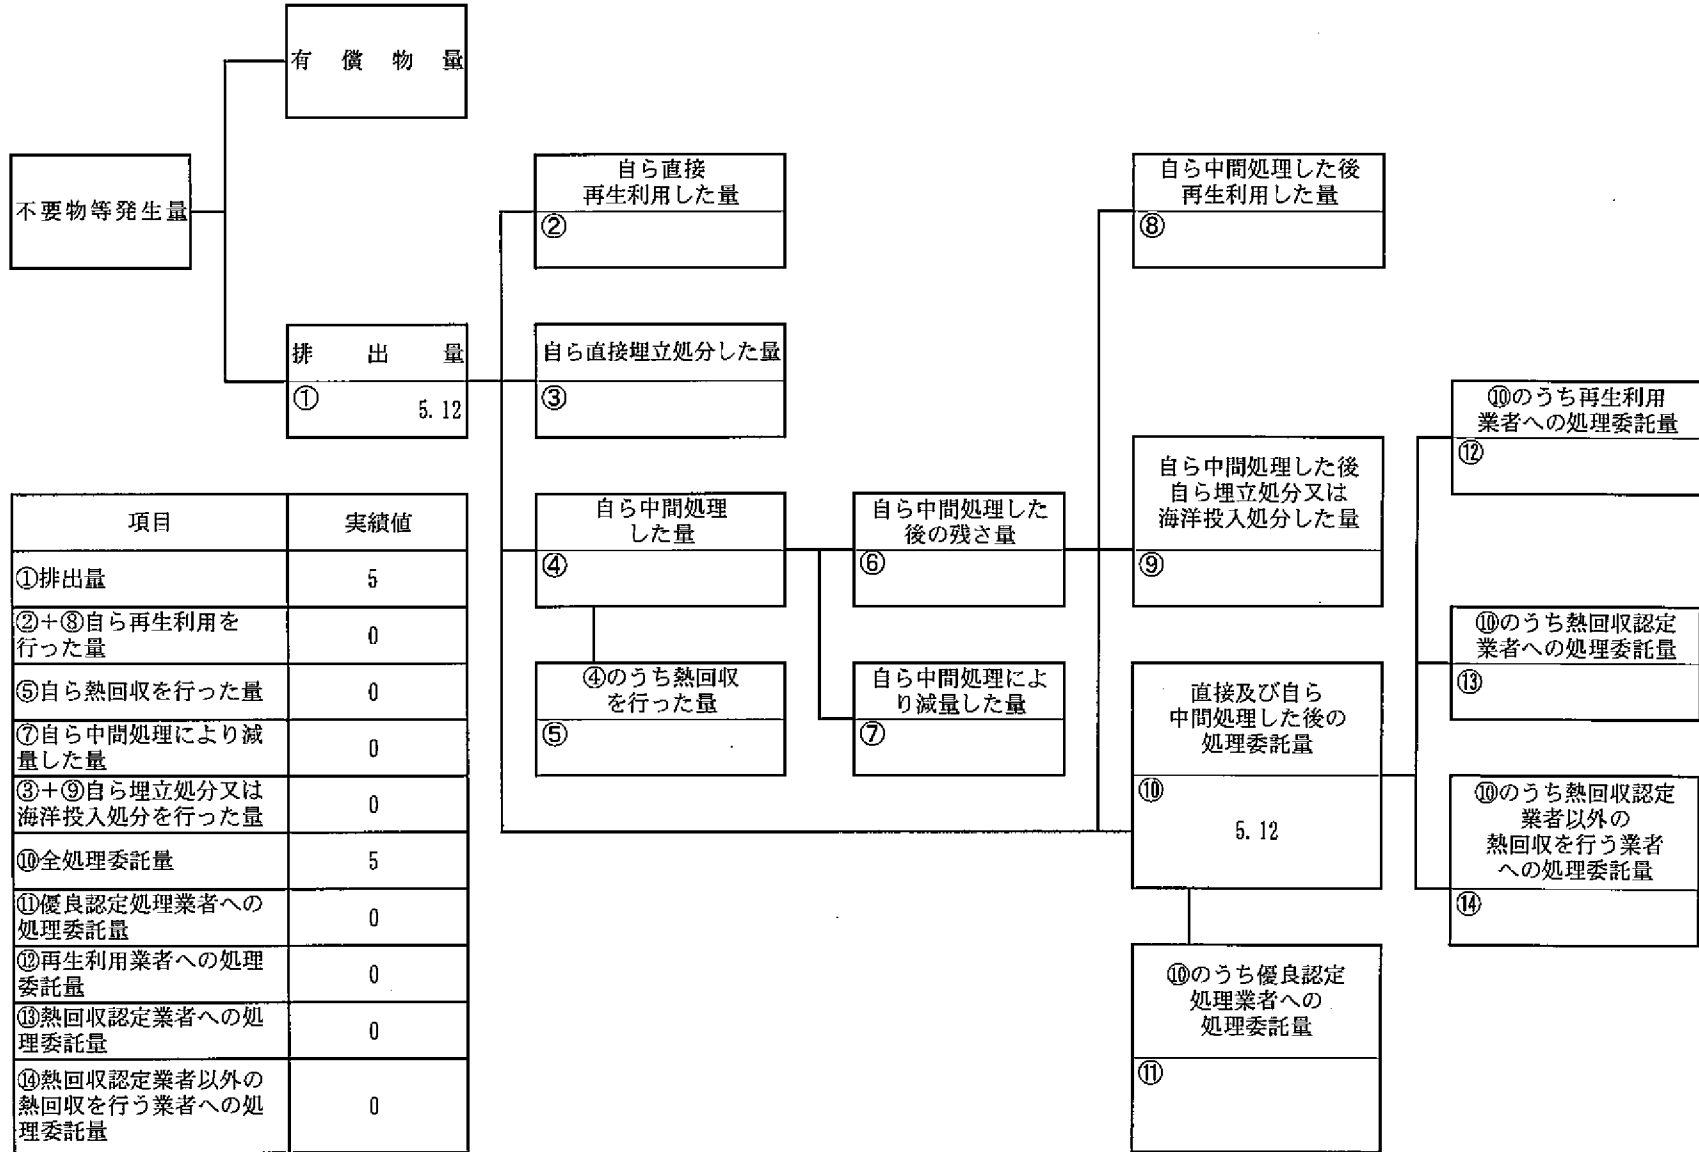 有償物量
不要物等発生量
排出量
①
5.12
自ら直接
再生利用した量
②
自ら直接埋立処分した量
③
自ら中間処理
した量
④
④のうち熱回収
を行った量
⑤
自ら中間処理した
後の残さ量
⑥
自ら中間処理によ
り減量した量
⑦
自ら中間処理した後
再生利用した量
⑧
自ら中間処理した後
自ら埋立処分又は
海洋投入処分した量
⑨
直接及び自ら
中間処理した後の
処理委託量
⑩
5.12
⑩のうち優良認定
処理業者への
処理委託量
⑪
⑩のうち再生利用
業者への処理委託量
⑫
⑩のうち熱回収認定
業者への処理委託量
⑬
⑩のうち熱回収認定
業者以外の
熱回収を行う業者
への処理委託量
⑭
項目 実績値
①排出量 5
②+⑧自ら再生利用を
行った量 0
⑤自ら熱回収を行った量 0
⑦自ら中間処理により減
量した量 0
③+⑨自ら埋立処分又は
海洋投入処分を行った量 0
⑩全処理委託量 5
⑪優良認定処理業者への
処理委託量 0
⑫再生利用業者への処理
委託量 0
⑬熱回収認定業者への処
理委託量 0
⑭熱回収認定業者以外の
熱回収を行う業者への処
理委託量 0